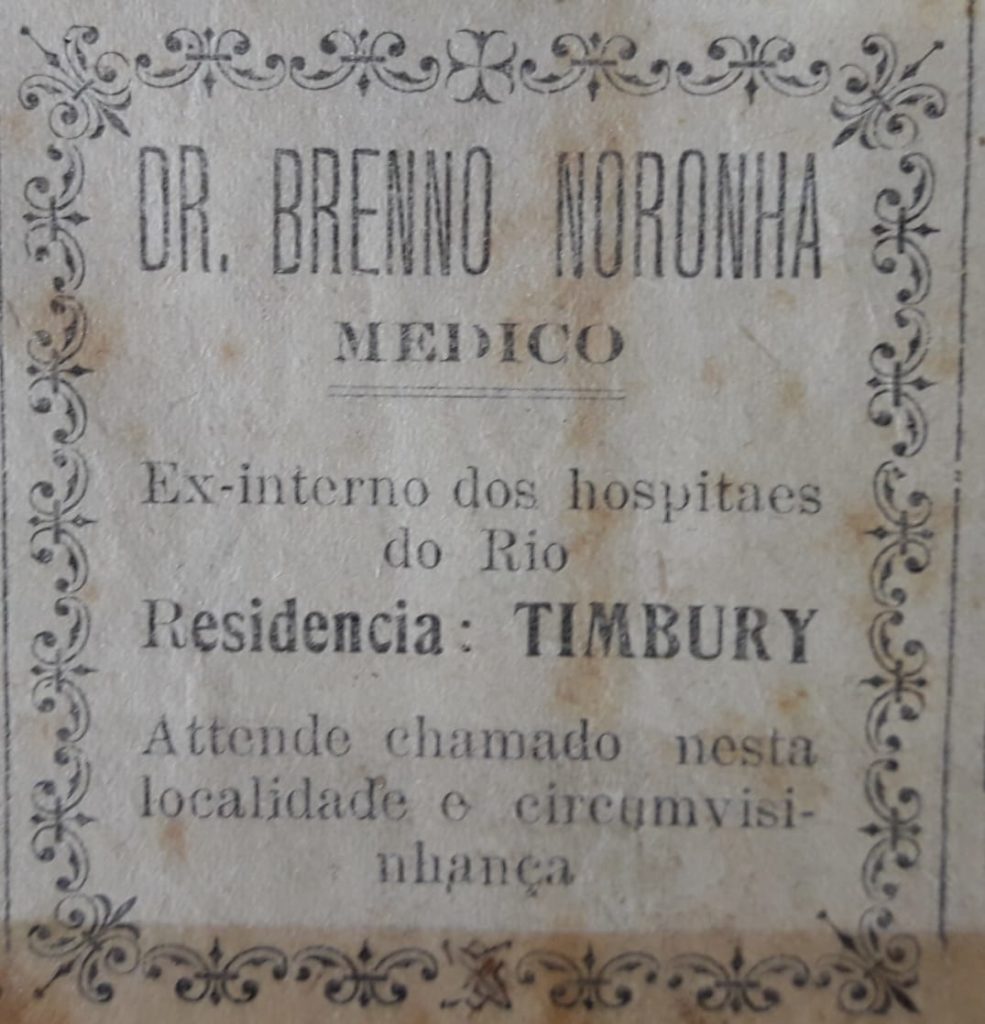 DR. BRENNO NORONHA
MEDICO
Ex-interno dos hospitaes
do Rio
Residencia: TIMBURY
Attende chamado nesta
localidade e circumvisi-
nhança